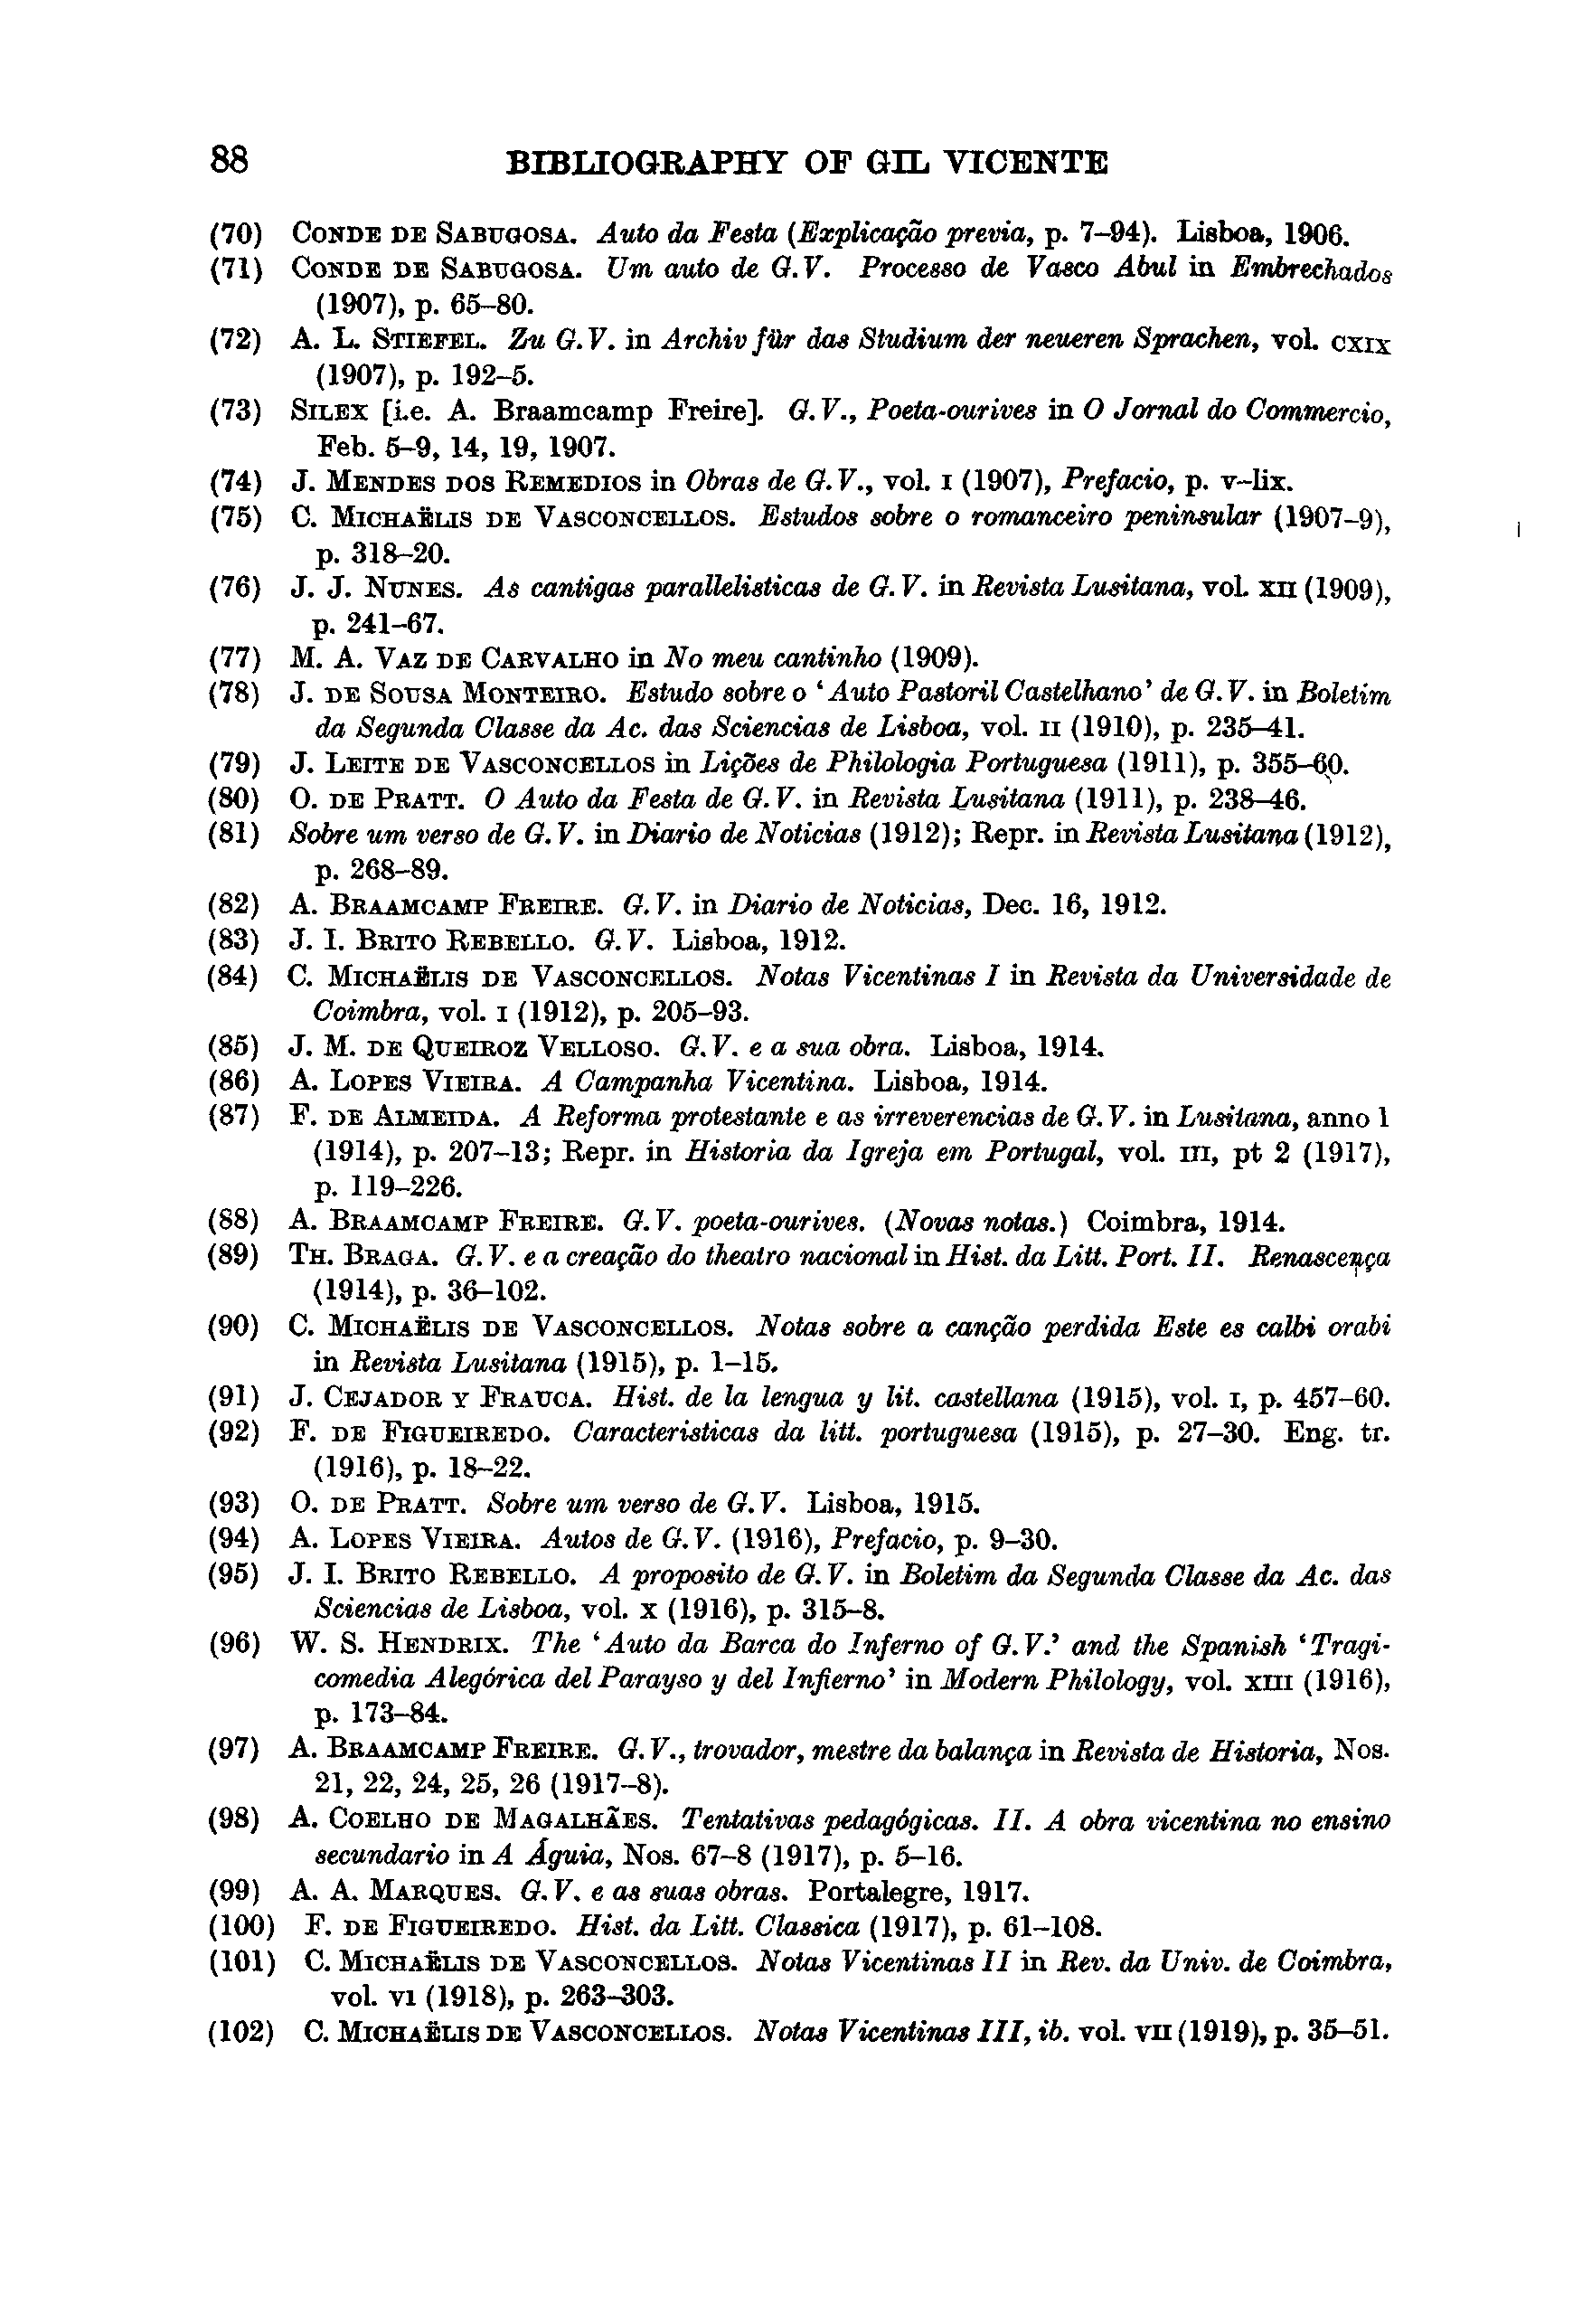 88 BIBLIOGRAPHY OF GIL VICENTE
(70) CONDE DE SABUGOSA. Auto da Festa (Explicação previa, p. 7–94). Lisboa, 1906.
(71) CONDE DE SABUGOSA. Um auto de G.V. Processo de Vasco Abul in Embrechados
(1907), p. 65–80.
(72) A. L. STIEFEL. Zu G.V. in Archiv für das Studium der neueren Sprachen, vol. CXIX
(1907), p. 192–5.
(73) SILEX [i.e. A. Braamcamp Freire]. G.V., Poeta-ourives in O Jornal do Commercio,
Feb. 5–9, 14, 19, 1907.
(74) J. MENDES DOS REMEDIOS in Obras de G.V., vol. I (1907), Prefacio, p. v–lix.
(75) C. MICHAËLIS DE VASCONCELLOS. Estudos sobre o romanceiro peninsular (1907–9),
p. 318–20.
(76) J. J. NUNES. As cantigas parallelisticas de G.V. in Revista Lusitana, vol. XII (1909),
p. 241–67.
(77) M. A. VAZ DE CARVALHO in No meu cantinho (1909).
(78) J. DE SOUSA MONTEIRO. Estudo sobre o ‘Auto Pastoril Castelhano’ de G.V. in Boletim
da Segunda Classe da Ac. das Sciencias de Lisboa, vol. II (1910), p. 235–41.
(79) J. LEITE DE VASCONCELLOS in Lições de Philologia Portuguesa (1911), p. 355–60.
(80) O. DE PRATT. O Auto da Festa de G.V. in Revista Lusitana (1911), p. 238–46.
(81) Sobre um verso de G.V. in Diario de Noticias (1912); Repr. in Revista Lusitana (1912),
p. 268–89.
(82) A. BRAAMCAMP FREIRE. G.V. in Diario de Noticias, Dec. 16, 1912.
(83) J. I. BRITO REBELLO. G.V. Lisboa, 1912.
(84) C. MICHAËLIS DE VASCONCELLOS. Notas Vicentinas I in Revista da Universidade de
Coimbra, vol. I (1912), p. 205–93.
(85) J. M. DE QUEIROZ VELLOSO. G.V. e a sua obra. Lisboa, 1914.
(86) A. LOPES VIEIRA. A Campanha Vicentina. Lisboa, 1914.
(87) F. DE ALMEIDA. A Reforma protestante e as irreverencias de G.V. in Lusitana, anno 1
(1914), p. 207–13; Repr. in Historia da Igreja em Portugal, vol. III, pt 2 (1917),
p. 119–226.
(88) A. BRAAMCAMP FREIRE. G.V. poeta-ourives. (Novas notas.) Coimbra, 1914.
(89) TH. BRAGA. G.V. e a creação do theatro nacional in Hist. da Litt. Port. II. Renascença
(1914), p. 36–102.
(90) C. MICHAËLIS DE VASCONCELLOS. Notas sobre a canção perdida Este es calbi orabi
in Revista Lusitana (1915), p. 1–15.
(91) J. CEJADOR Y FRAUCA. Hist. de la lengua y lit. castellana (1915), vol. I, p. 457–60.
(92) F. DE FIGUEIREDO. Caracteristicas da litt. portuguesa (1915), p. 27–30. Eng. tr.
(1916), p. 18–22.
(93) O. DE PRATT. Sobre um verso de G.V. Lisboa, 1915.
(94) A. LOPES VIEIRA. Autos de G.V. (1916), Prefacio, p. 9–30.
(95) J. I. BRITO REBELLO. A proposito de G.V. in Boletim da Segunda Classe da Ac. das
Sciencias de Lisboa, vol. X (1916), p. 315–8.
(96) W. S. HENDRIX. The ‘Auto da Barca do Inferno of G.V.’ and the Spanish ‘Tragi-
comedia Alegórica del Parayso y del Infierno’ in Modern Philology, vol. XIII (1916),
p. 173–84.
(97) A. BRAAMCAMP FREIRE. G.V., trovador, mestre da balança in Revista de Historia, Nos.
21, 22, 24, 25, 26 (1917–8).
(98) A. COELHO DE MAGALHÃES. Tentativas pedagógicas. II. A obra vicentina no ensino
secundario in A Águia, Nos. 67–8 (1917), p. 5–16.
(99) A. A. MARQUES. G.V. e as suas obras. Portalegre, 1917.
(100) F. DE FIGUEIREDO. Hist. da Litt. Classica (1917), p. 61–108.
(101) C. MICHAËLIS DE VASCONCELLOS. Notas Vicentinas II in Rev. da Univ. de Coimbra,
vol. VI (1918), p. 263–303.
(102) C. MICHAËLIS DE VASCONCELLOS. Notas Vicentinas III, ib. vol. VII (1919), p. 35–51.